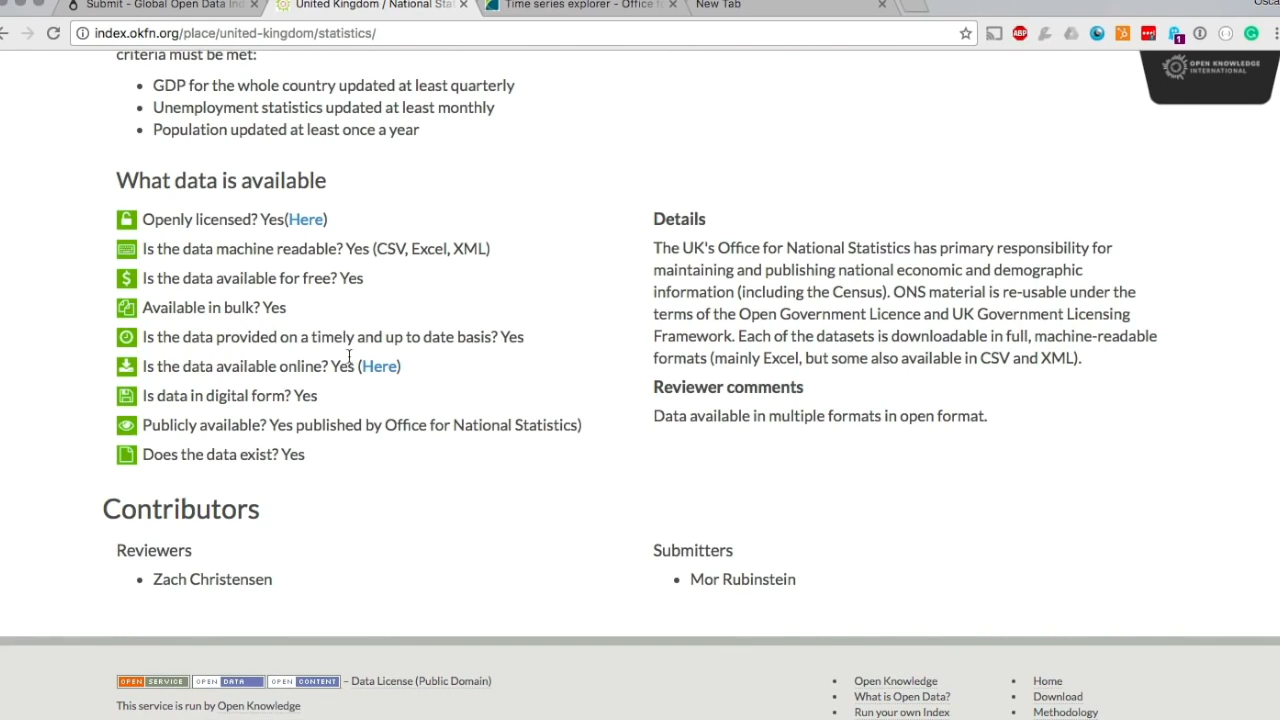 Submit - Global Open Data Ind
United Kingdom / National Stat
Time series explorer - Office f
New Tab
index.okfn.org/place/united-kingdom/statistics/
ABP
1
criteria must be met:
OPEN KNOWLEDGE
INTERNATIONAL
• GDP for the whole country updated at least quarterly
• Unemployment statistics updated at least monthly
• Population updated at least once a year
What data is available
Openly licensed? Yes(Here)
Is the data machine readable? Yes (CSV, Excel, XML)
Is the data available for free? Yes
Available in bulk? Yes
Is the data provided on a timely and up to date basis? Yes
Is the data available online? Yes (Here)
Is data in digital form? Yes
Publicly available? Yes published by Office for National Statistics)
Does the data exist? Yes
Details
The UK's Office for National Statistics has primary responsibility for
maintaining and publishing national economic and demographic
information (including the Census). ONS material is re-usable under the
terms of the Open Government Licence and UK Government Licensing
Framework. Each of the datasets is downloadable in full, machine-readable
formats (mainly Excel, but some also available in CSV and XML).
Reviewer comments
Data available in multiple formats in open format.
Contributors
Reviewers
• Zach Christensen
Submitters
• Mor Rubinstein
OPEN SERVICE OPEN DATA OPEN CONTENT – Data License (Public Domain)
This service is run by Open Knowledge
• Open Knowledge
• What is Open Data?
• Run your own Index
• Home
• Download
• Methodology